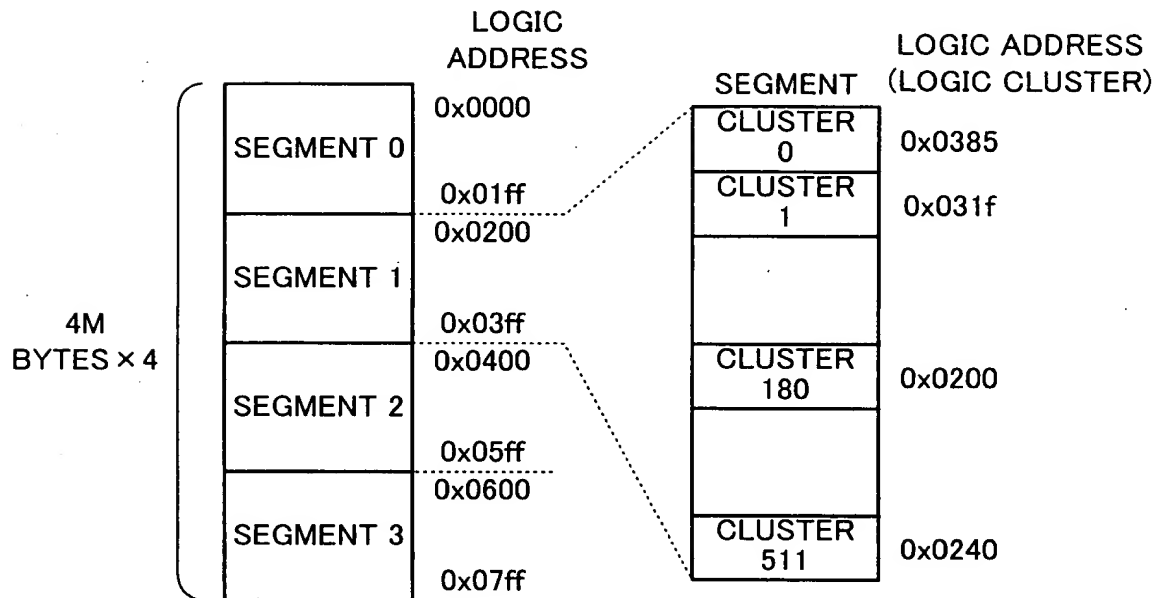 LOGIC
ADDRESS
4M
BYTES × 4
SEGMENT 0
0x0000
0x01ff
SEGMENT 1
0x0200
0x03ff
SEGMENT 2
0x0400
0x05ff
SEGMENT 3
0x0600
0x07ff
SEGMENT
LOGIC ADDRESS
(LOGIC CLUSTER)
CLUSTER
0
0x0385
CLUSTER
1
0x031f
CLUSTER
180
0x0200
CLUSTER
511
0x0240